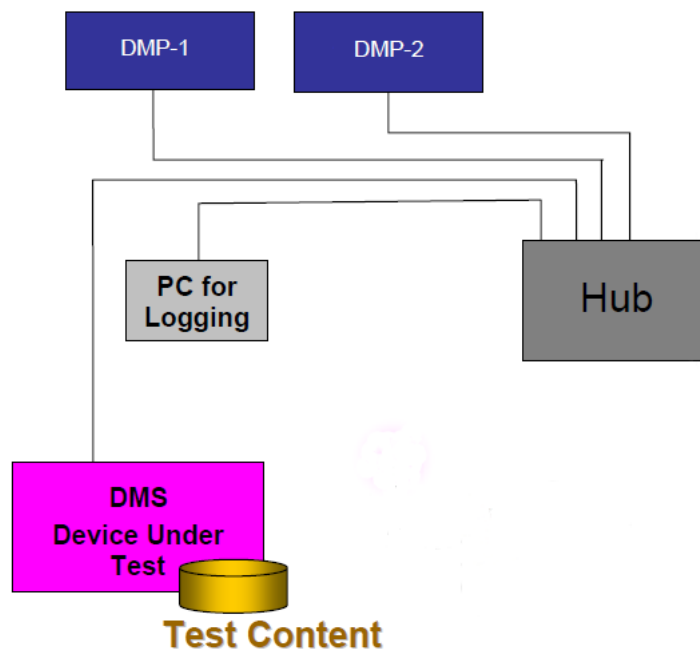 DMP-1
DMP-2
PC for
Logging
Hub
DMS
Device Under
Test
Test Content